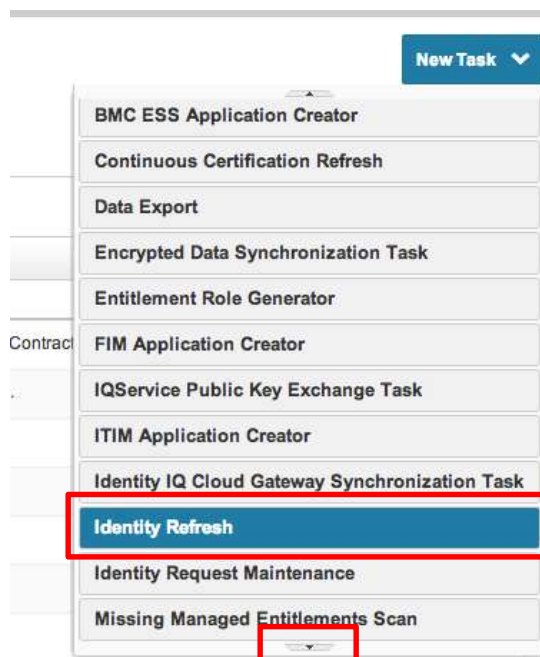 New Task
BMC ESS Application Creator
Continuous Certification Refresh
Data Export
Encrypted Data Synchronization Task
Entitlement Role Generator
Contract
FIM Application Creator
IQService Public Key Exchange Task
ITIM Application Creator
Identity IQ Cloud Gateway Synchronization Task
Identity Refresh
Identity Request Maintenance
Missing Managed Entitlements Scan